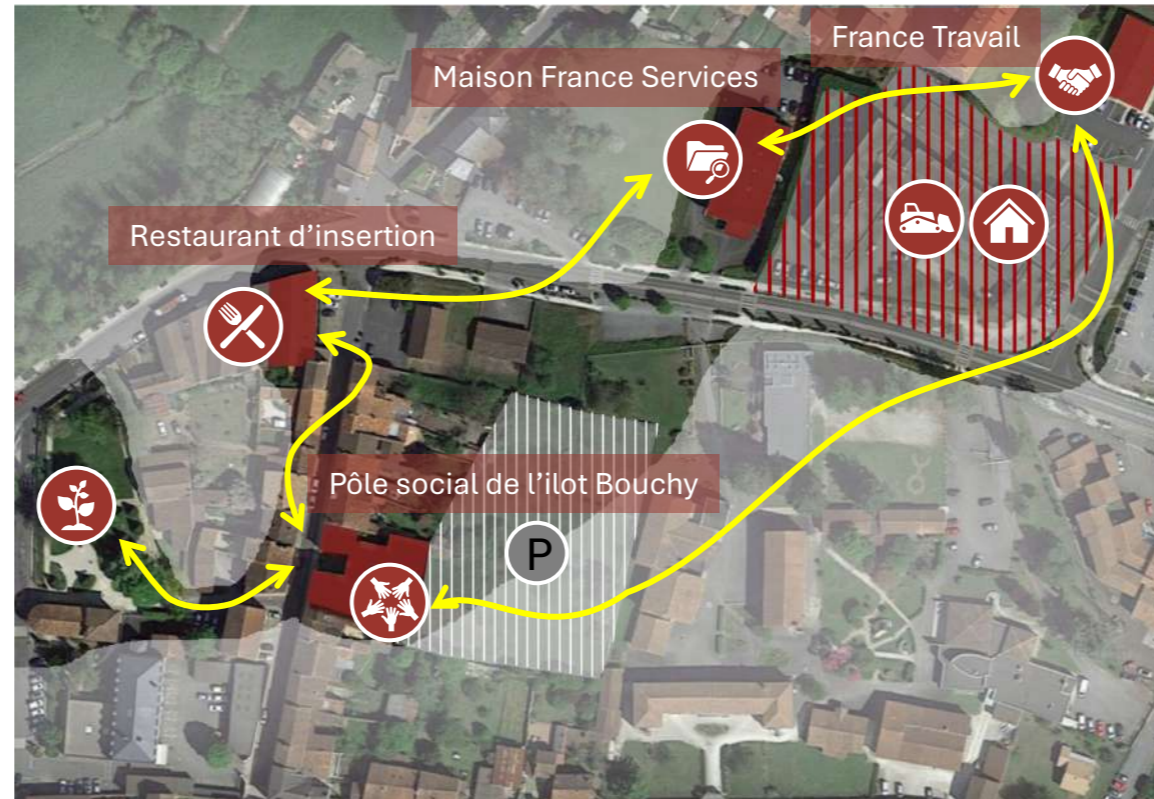 France Travail
Maison France Services
Restaurant d’insertion
Pôle social de l’ilot Bouchy
P